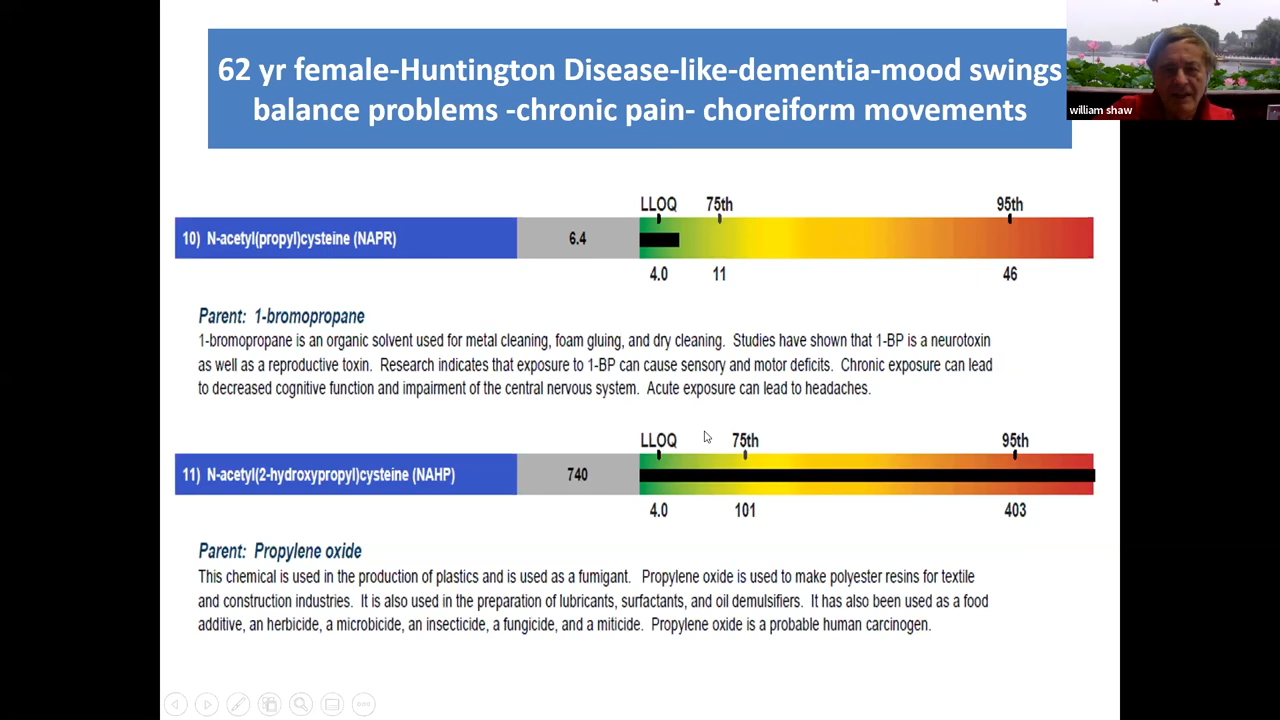 62 yr female-Huntington Disease-like-dementia-mood swings
balance problems -chronic pain- choreiform movements
william shaw
LLOQ 75th 95th
10) N-acetyl(propyl)cysteine (NAPR) 6.4
4.0 11 46
Parent: 1-bromopropane
1-bromopropane is an organic solvent used for metal cleaning, foam gluing, and dry cleaning. Studies have shown that 1-BP is a neurotoxin
as well as a reproductive toxin. Research indicates that exposure to 1-BP can cause sensory and motor deficits. Chronic exposure can lead
to decreased cognitive function and impairment of the central nervous system. Acute exposure can lead to headaches.
LLOQ 75th 95th
11) N-acetyl(2-hydroxypropyl)cysteine (NAHP) 740
4.0 101 403
Parent: Propylene oxide
This chemical is used in the production of plastics and is used as a fumigant. Propylene oxide is used to make polyester resins for textile
and construction industries. It is also used in the preparation of lubricants, surfactants, and oil demulsifiers. It has also been used as a food
additive, an herbicide, a microbicide, an insecticide, a fungicide, and a miticide. Propylene oxide is a probable human carcinogen.